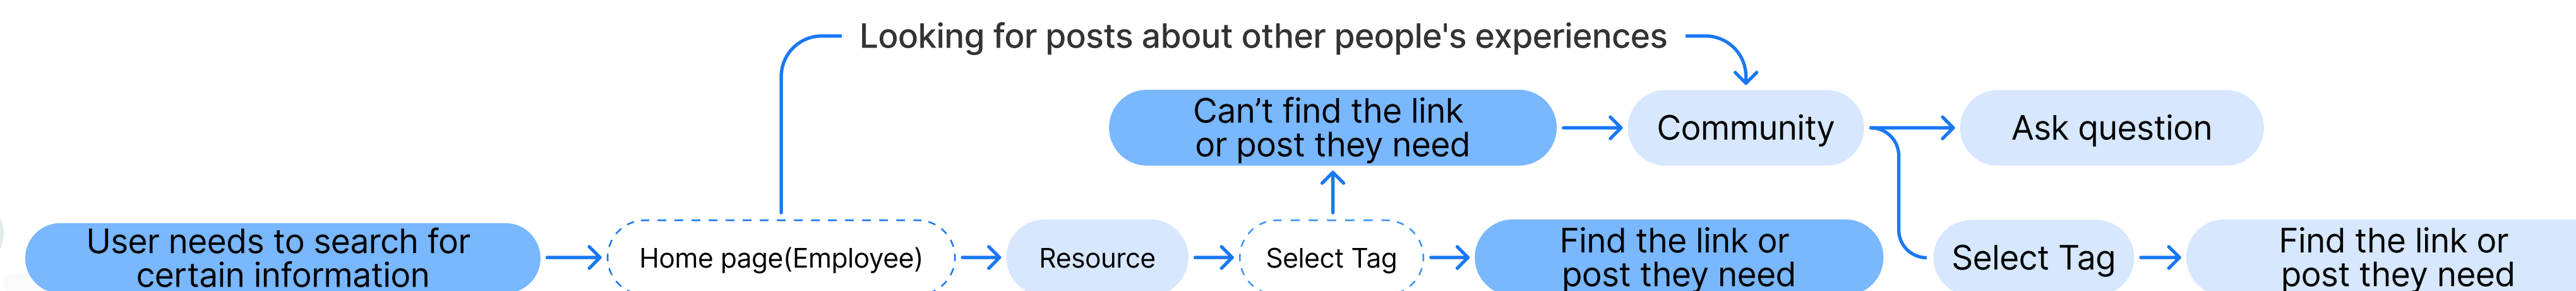 Looking for posts about other people's experiences
Can’t find the link
or post they need
Community
Ask question
User needs to search for
certain information
Home page(Employee)
Resource
Select Tag
Find the link or
post they need
Select Tag
Find the link or
post they need